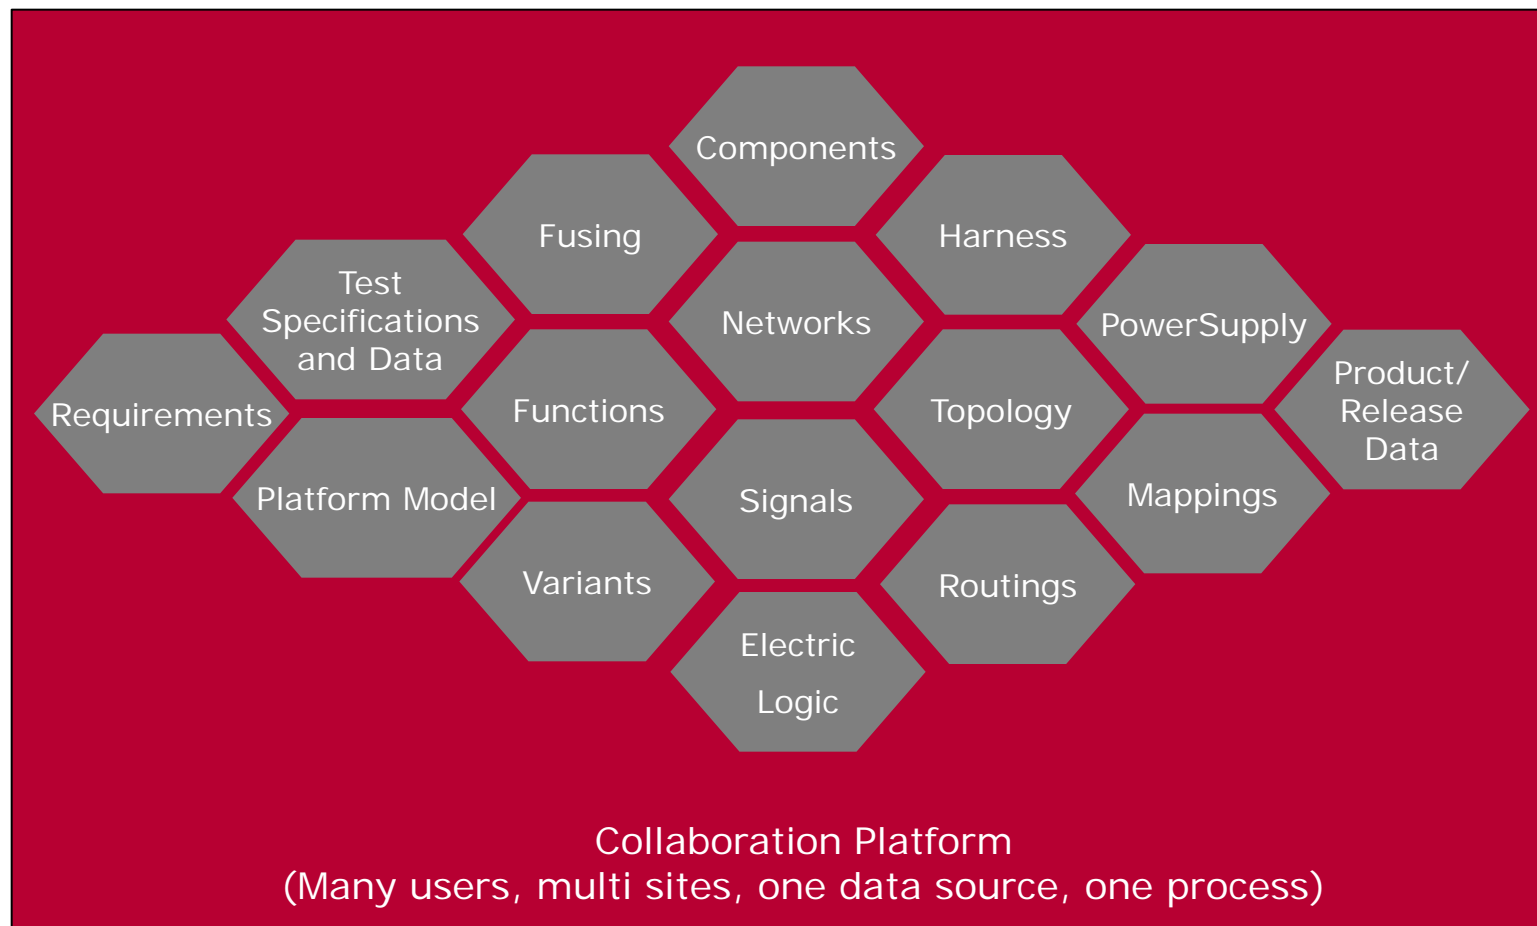 Components
Fusing
Harness
Test
Specifications
and Data
Networks
PowerSupply
Requirements
Functions
Topology
Product/
Release
Data
Platform Model
Signals
Mappings
Variants
Routings
Electric
Logic
Collaboration Platform
(Many users, multi sites, one data source, one process)